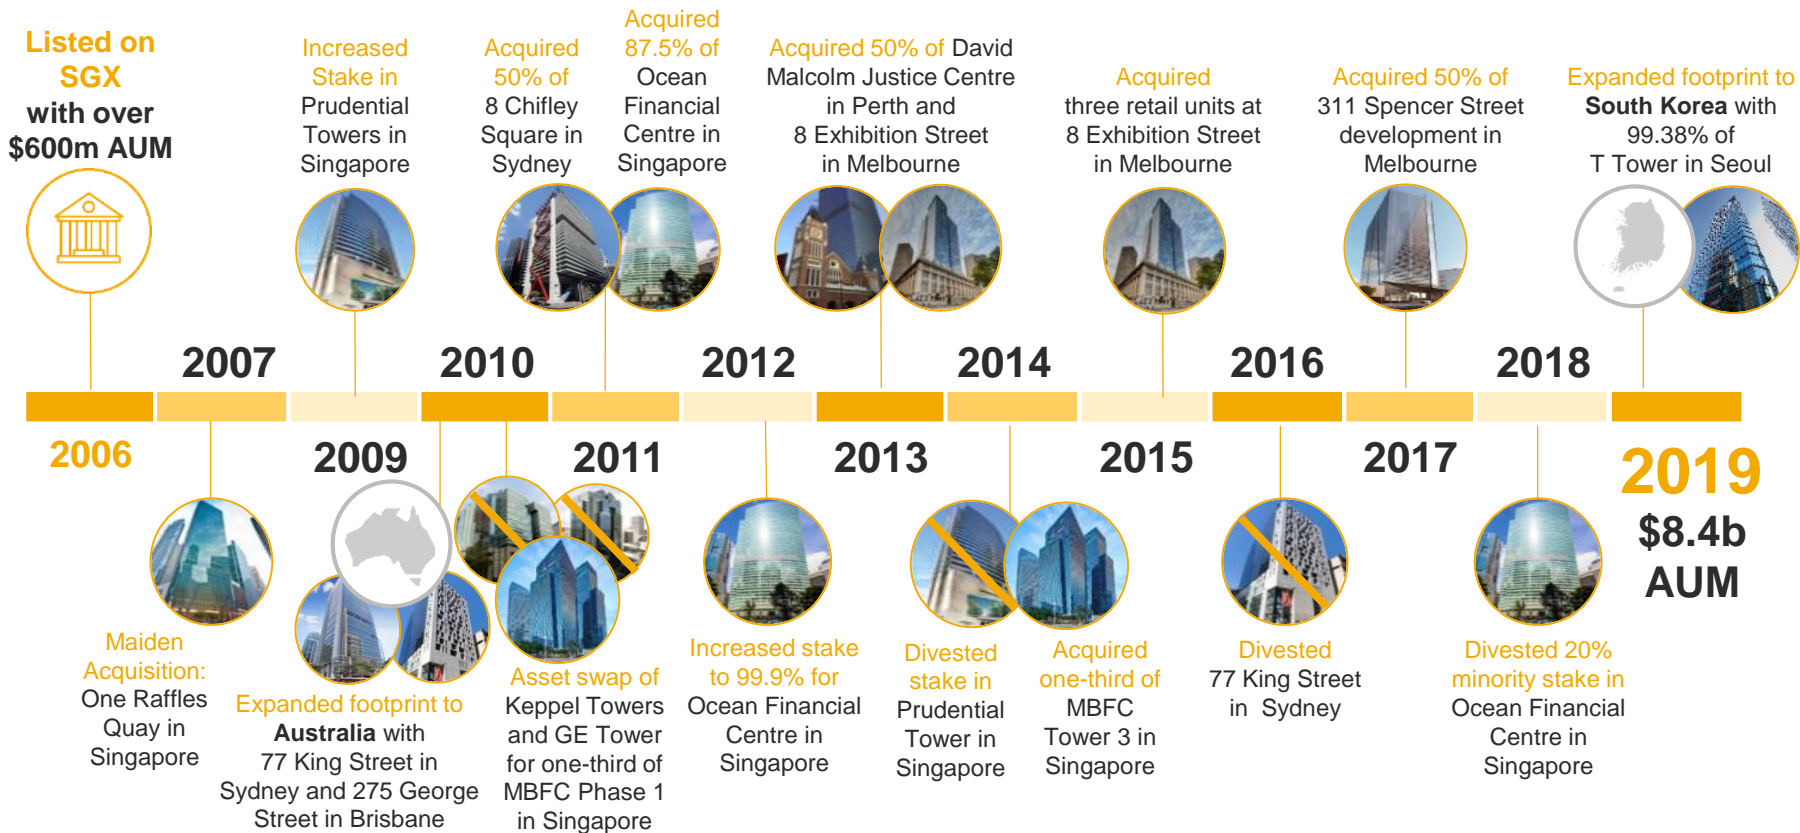 Listed on
SGX
with over
$600m AUM
Increased
Stake in
Prudential
Towers in
Singapore
Acquired
50% of
8 Chifley
Square in
Sydney
Acquired
87.5% of
Ocean
Financial
Centre in
Singapore
Acquired 50% of David
Malcolm Justice Centre
in Perth and
8 Exhibition Street
in Melbourne
Acquired
three retail units at
8 Exhibition Street
in Melbourne
Acquired 50% of
311 Spencer Street
development in
Melbourne
Expanded footprint to
South Korea with
99.38% of
T Tower in Seoul
2007
2010
2012
2014
2016
2018
2006
2009
2011
2013
2015
2017
2019
$8.4b
AUM
Maiden
Acquisition:
One Raffles
Quay in
Singapore
Expanded footprint to
Australia with
77 King Street in
Sydney and 275 George
Street in Brisbane
Asset swap of
Keppel Towers
and GE Tower
for one-third of
MBFC Phase 1
in Singapore
Increased stake
to 99.9% for
Ocean Financial
Centre in
Singapore
Divested
stake in
Prudential
Tower in
Singapore
Acquired
one-third of
MBFC
Tower 3 in
Singapore
Divested
77 King Street
in Sydney
Divested 20%
minority stake in
Ocean Financial
Centre in
Singapore